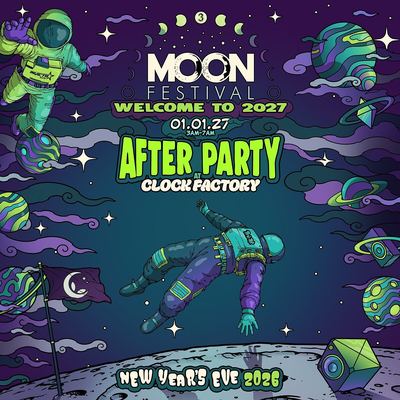 3
MOON
FESTIVAL
WELCOME TO 2027
01.01.27
3AM-7AM
AFTER PARTY
AT
CLOCK FACTORY
NEW YEAR'S EVE 2026